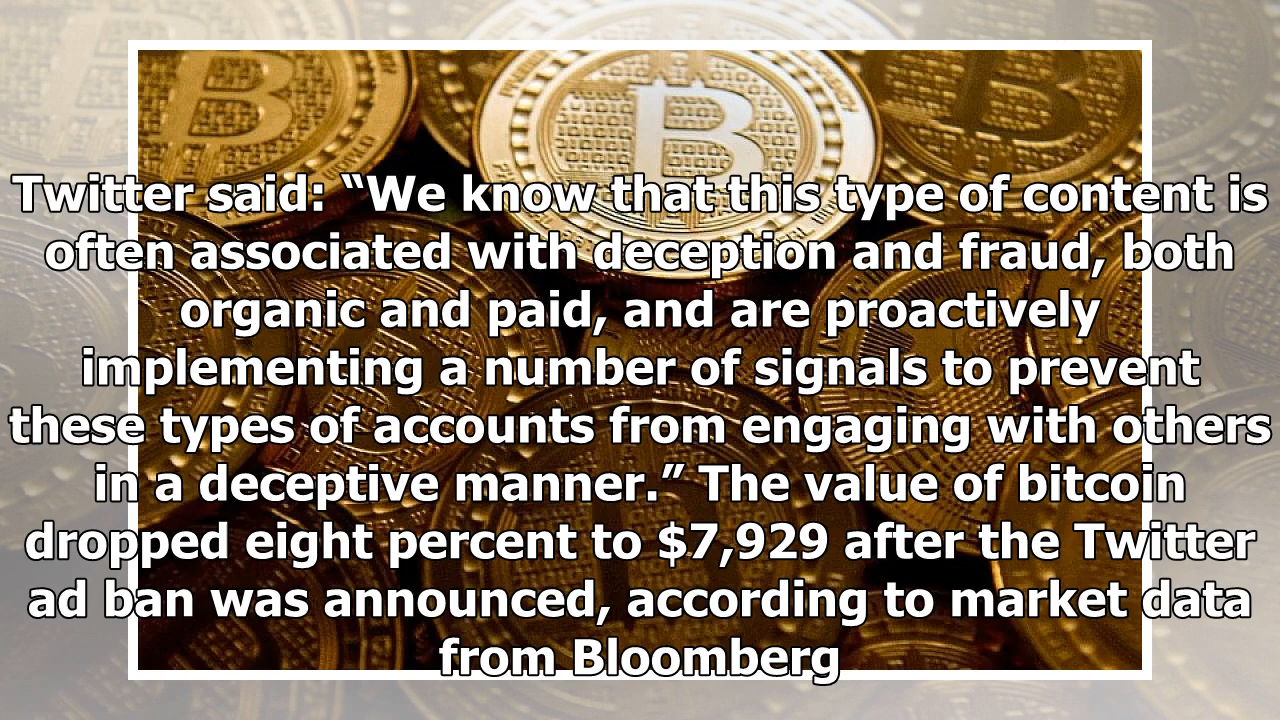 Twitter said: “We know that this type of content is
often associated with deception and fraud, both
organic and paid, and are proactively
implementing a number of signals to prevent
these types of accounts from engaging with others
in a deceptive manner.” The value of bitcoin
dropped eight percent to $7,929 after the Twitter
ad ban was announced, according to market data
from Bloomberg